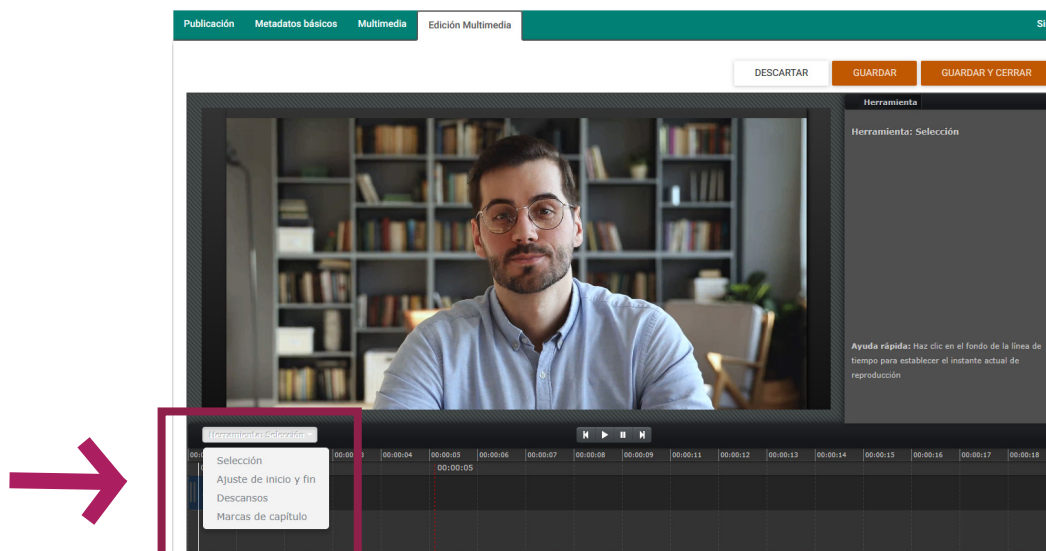 Publicación Metadatos básicos Multimedia Edición Multimedia
DESCARTAR GUARDAR GUARDAR Y CERRAR
Herramienta
Herramienta: Selección
Ayuda rápida: Haz clic en el fondo de la línea de
tiempo para establecer el instante actual de
reproducción
Herramienta: Selección
00:00:04 00:00:05 00:00:06 00:00:07 00:00:08 00:00:09 00:00:11 00:00:12 00:00:13 00:00:14 00:00:15 00:00:16 00:00:17 00:00:18
00:00:05
Selección
Ajuste de inicio y fin
Descansos
Marcas de capítulo